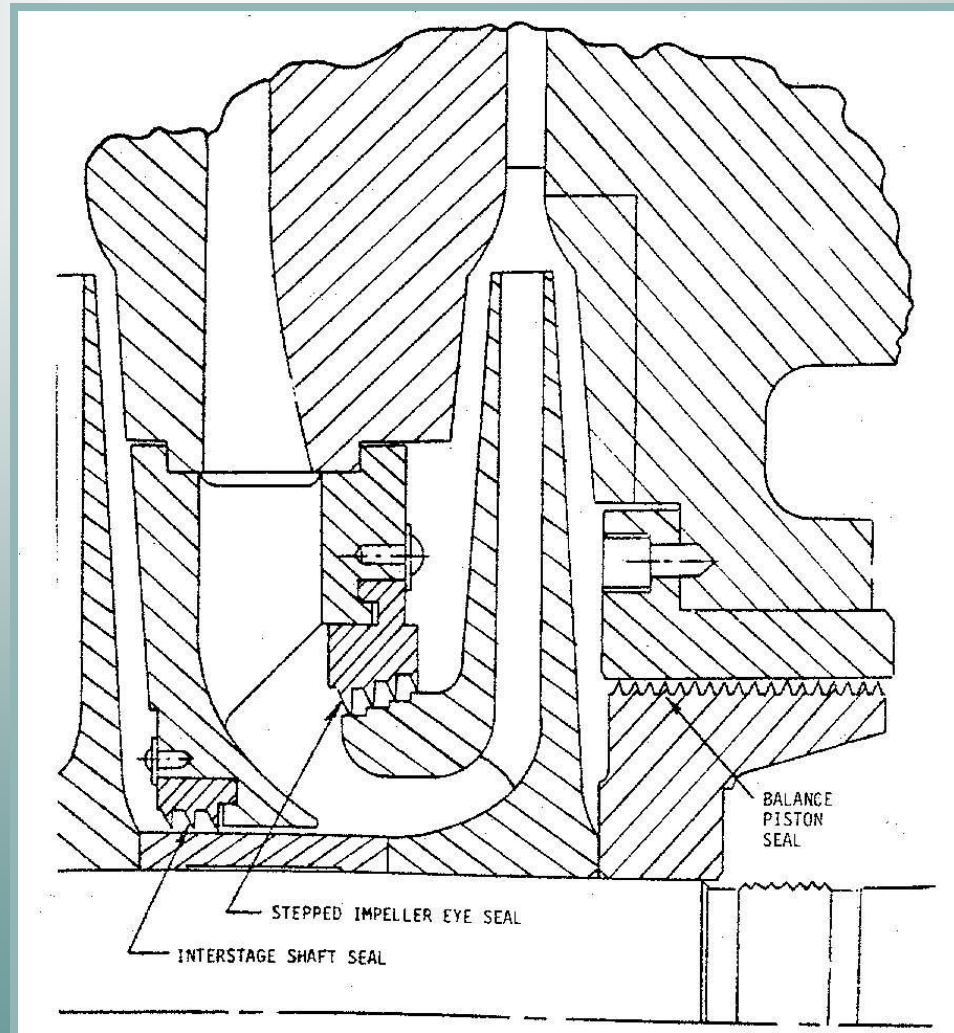 BALANCE
PISTON
SEAL
STEPPED IMPELLER EYE SEAL
INTERSTAGE SHAFT SEAL